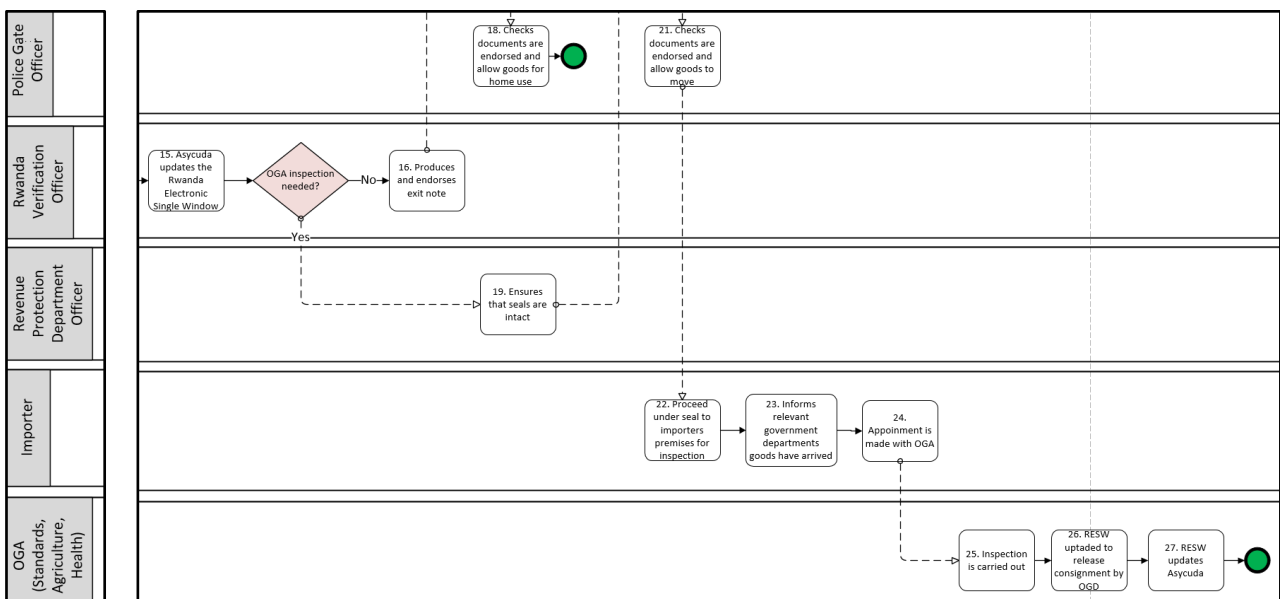 Police Gate
Officer
18. Checks
documents are
endorsed and
allow goods for
home use
21. Checks
documents are
endorsed and
allow goods to
move
Rwanda
Verification
Officer
15. Asycuda
updates the
Rwanda
Electronic
Single Window
OGA inspection
needed?
No
16. Produces
and endorses
exit note
Yes
Revenue
Protection
Department
Officer
19. Ensures
that seals are
intact
Importer
22. Proceed
under seal to
importers
premises for
inspection
23. Informs
relevant
government
departments
goods have arrived
24.
Appoinment is
made with OGA
OGA
(Standards,
Agriculture,
Health)
25. Inspection
is carried out
26. RESW
uptaded to
release
consignment by
OGD
27. RESW
updates
Asycuda